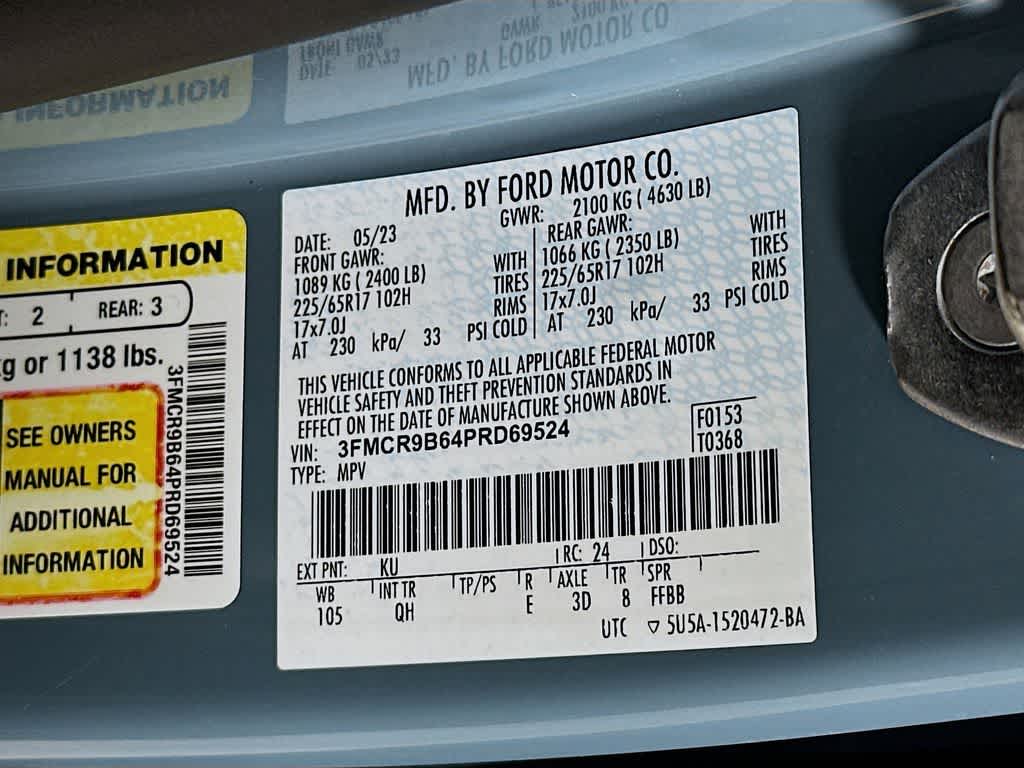 MFD. BY FORD MOTOR CO.
DATE: 05/23 GVWR: 2100 KG ( 4630 LB)
FRONT GAWR: REAR GAWR:
1089 KG ( 2400 LB) WITH 1066 KG ( 2350 LB) WITH
225/65R17 102H TIRES 225/65R17 102H TIRES
17x7.0J RIMS 17x7.0J RIMS
AT 230 kPa/ 33 PSI COLD AT 230 kPa/ 33 PSI COLD
THIS VEHICLE CONFORMS TO ALL APPLICABLE FEDERAL MOTOR
VEHICLE SAFETY AND THEFT PREVENTION STANDARDS IN
EFFECT ON THE DATE OF MANUFACTURE SHOWN ABOVE.
VIN: 3FMCR9B64PRD69524
TYPE: MPV
F0153
T0368
EXT PNT: KU RC: 24 DSO:
WB INT TR TP/PS R AXLE TR SPR
105 QH E 3D 8 FFBB
UTC ▽ 5U5A-1520472-BA
INFORMATION
2 REAR: 3
kg or 1138 lbs.
SEE OWNERS
MANUAL FOR
ADDITIONAL
INFORMATION
3FMCR9B64PRD69524